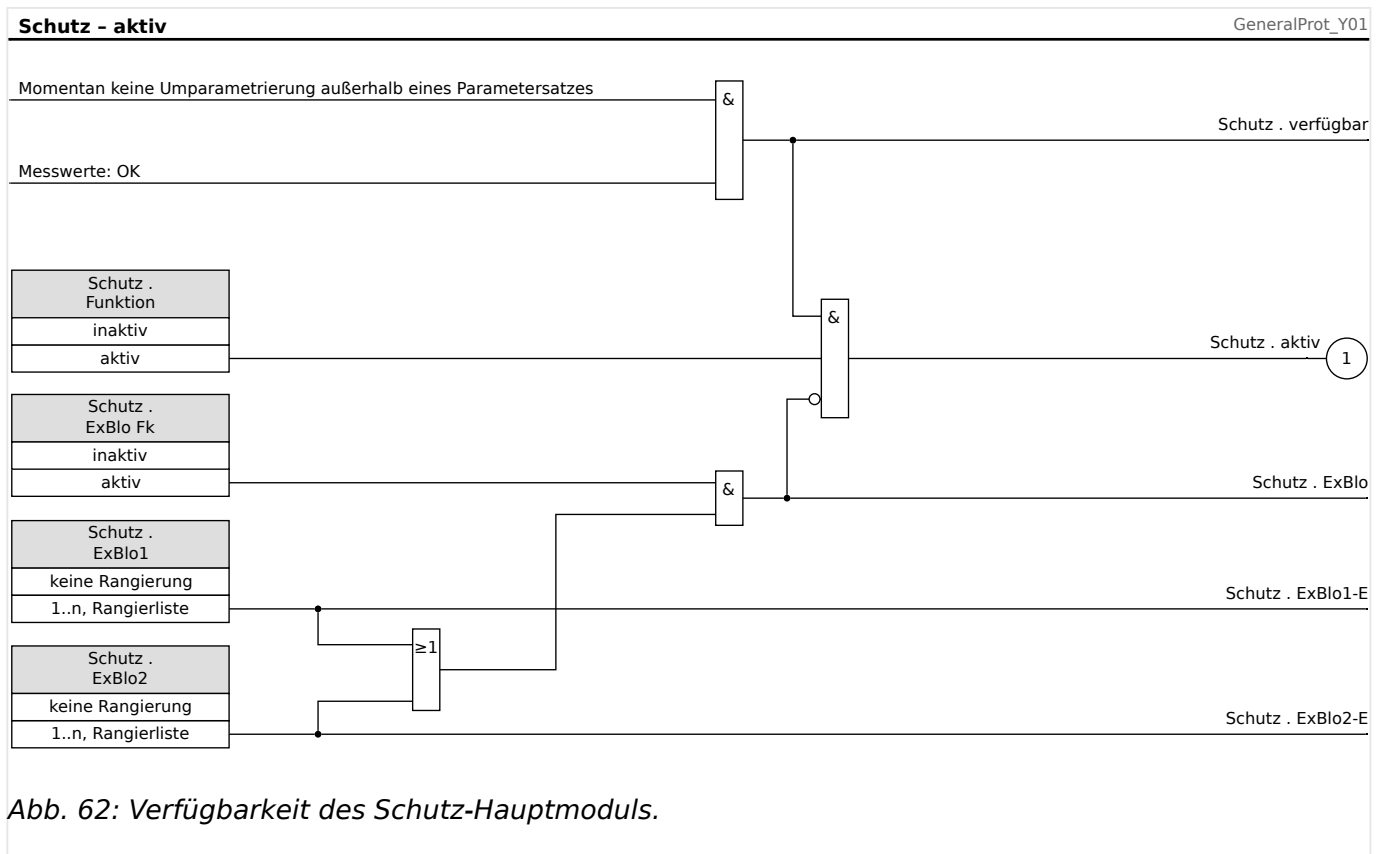 Schutz – aktiv
GeneralProt_Y01
Momentan keine Umparametrierung außerhalb eines Parametersatzes
&
Schutz . verfügbar
Messwerte: OK
Schutz .
Funktion
inaktiv
aktiv
&
Schutz . aktiv
1
Schutz .
ExBlo Fk
inaktiv
aktiv
&
Schutz . ExBlo
Schutz .
ExBlo1
keine Rangierung
1..n, Rangierliste
Schutz . ExBlo1-E
≥1
Schutz .
ExBlo2
keine Rangierung
1..n, Rangierliste
Schutz . ExBlo2-E
Abb. 62: Verfügbarkeit des Schutz-Hauptmoduls.